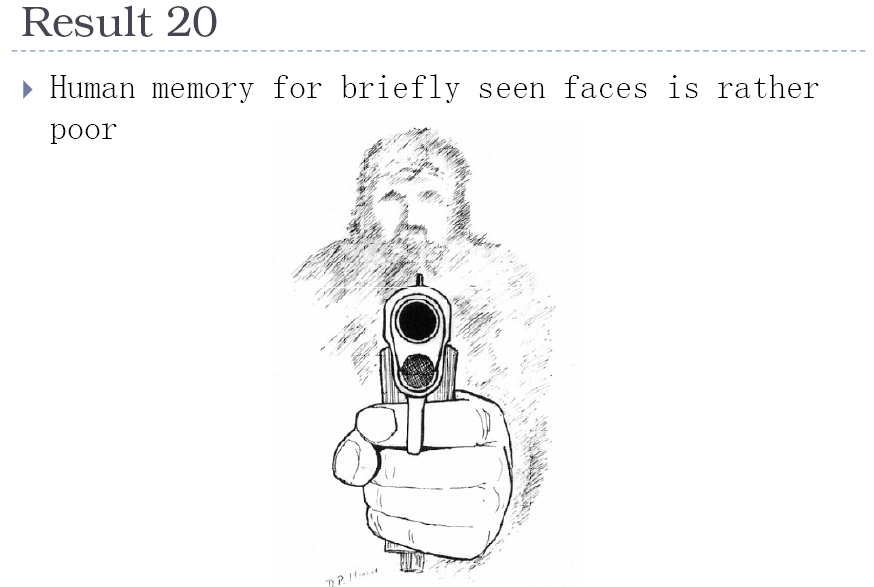 Result 20
Human memory for briefly seen faces is rather
poor